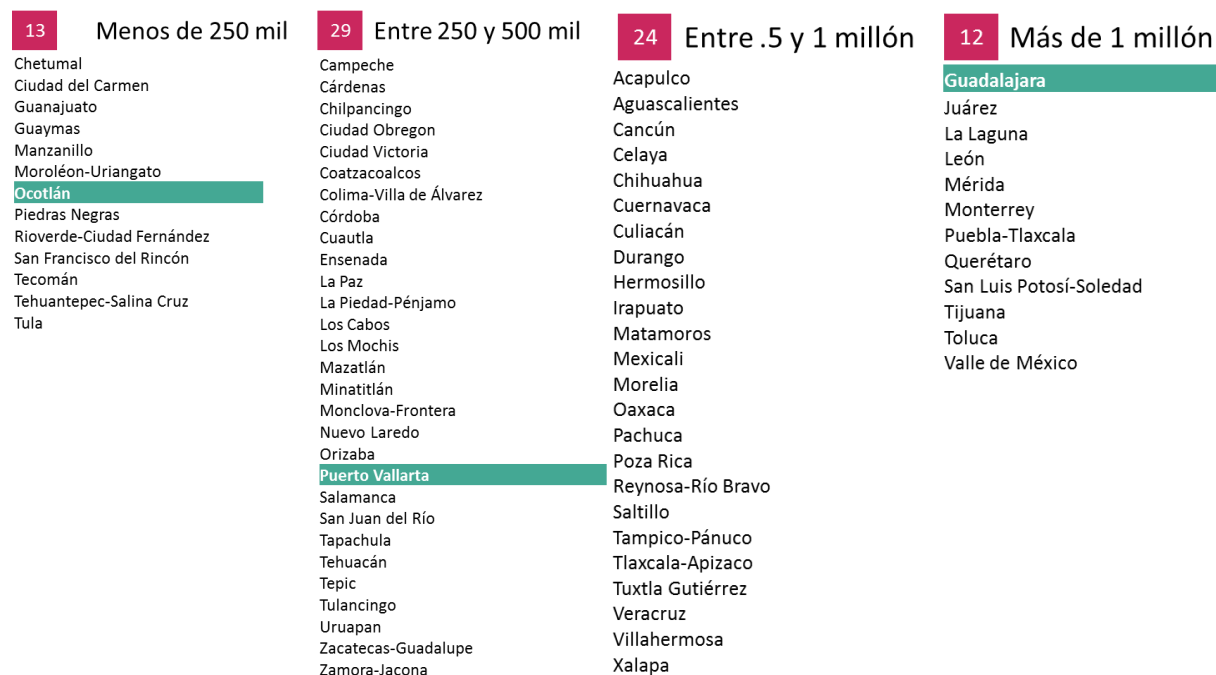 13 Menos de 250 mil
Chetumal
Ciudad del Carmen
Guanajuato
Guaymas
Manzanillo
Moroléon-Uriangato
Ocotlán
Piedras Negras
Rioverde-Ciudad Fernández
San Francisco del Rincón
Tecomán
Tehuantepec-Salina Cruz
Tula
29 Entre 250 y 500 mil
Campeche
Cárdenas
Chilpancingo
Ciudad Obregon
Ciudad Victoria
Coatzacoalcos
Colima-Villa de Álvarez
Córdoba
Cuautla
Ensenada
La Paz
La Piedad-Pénjamo
Los Cabos
Los Mochis
Mazatlán
Minatitlán
Monclova-Frontera
Nuevo Laredo
Orizaba
Puerto Vallarta
Salamanca
San Juan del Río
Tapachula
Tehuacán
Tepic
Tulancingo
Uruapan
Zacatecas-Guadalupe
Zamora-Jacona
24 Entre .5 y 1 millón
Acapulco
Aguascalientes
Cancún
Celaya
Chihuahua
Cuernavaca
Culiacán
Durango
Hermosillo
Irapuato
Matamoros
Mexicali
Morelia
Oaxaca
Pachuca
Poza Rica
Reynosa-Río Bravo
Saltillo
Tampico-Pánuco
Tlaxcala-Apizaco
Tuxtla Gutiérrez
Veracruz
Villahermosa
Xalapa
12 Más de 1 millón
Guadalajara
Juárez
La Laguna
León
Mérida
Monterrey
Puebla-Tlaxcala
Querétaro
San Luis Potosí-Soledad
Tijuana
Toluca
Valle de México